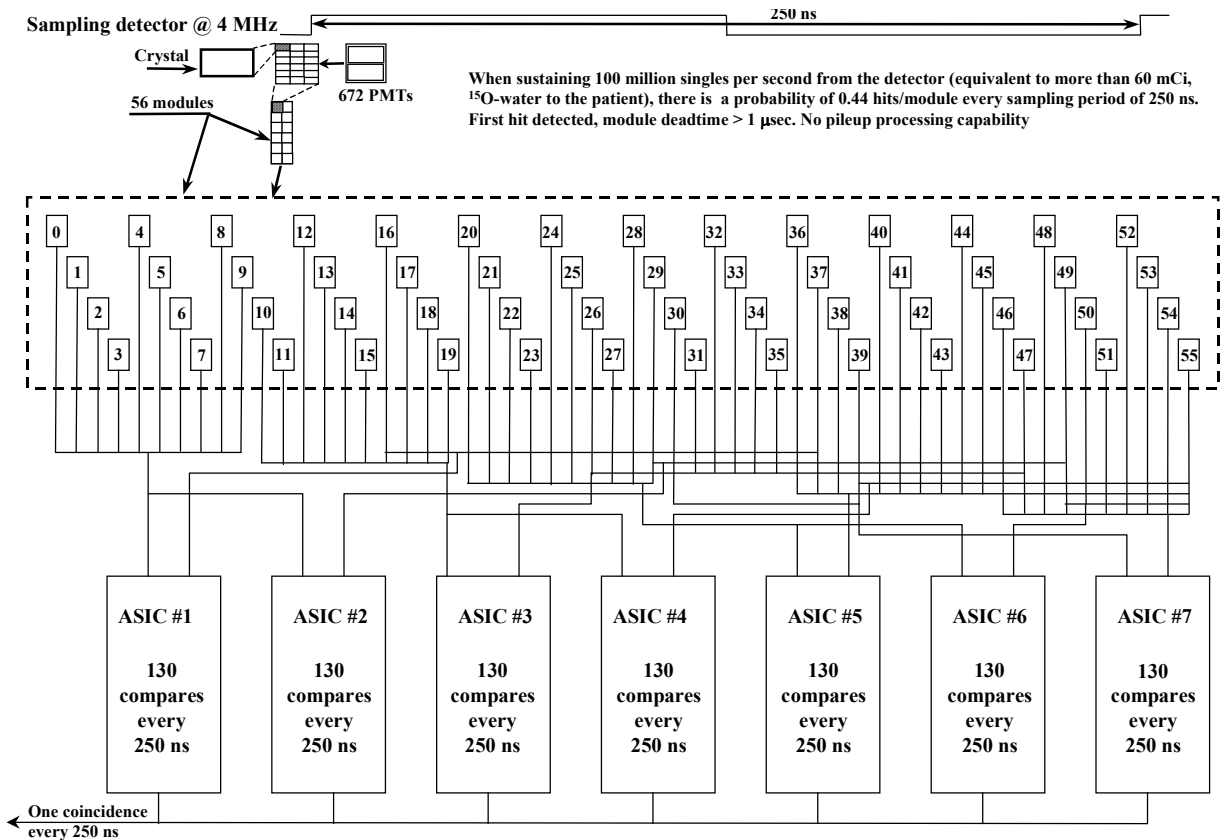 Sampling detector @ 4 MHz
250 ns
Crystal
672 PMTs
56 modules
When sustaining 100 million singles per second from the detector (equivalent to more than 60 mCi,
¹⁵O-water to the patient), there is a probability of 0.44 hits/module every sampling period of 250 ns.
First hit detected, module deadtime > 1 μsec. No pileup processing capability
0 4 8 12 16 20 24 28 32 36 40 44 48 52
1 5 9 13 17 21 25 29 33 37 41 45 49 53
2 6 10 14 18 22 26 30 34 38 42 46 50 54
3 7 11 15 19 23 27 31 35 39 43 47 51 55
ASIC #1
130
compares
every
250 ns
ASIC #2
130
compares
every
250 ns
ASIC #3
130
compares
every
250 ns
ASIC #4
130
compares
every
250 ns
ASIC #5
130
compares
every
250 ns
ASIC #6
130
compares
every
250 ns
ASIC #7
130
compares
every
250 ns
One coincidence
every 250 ns